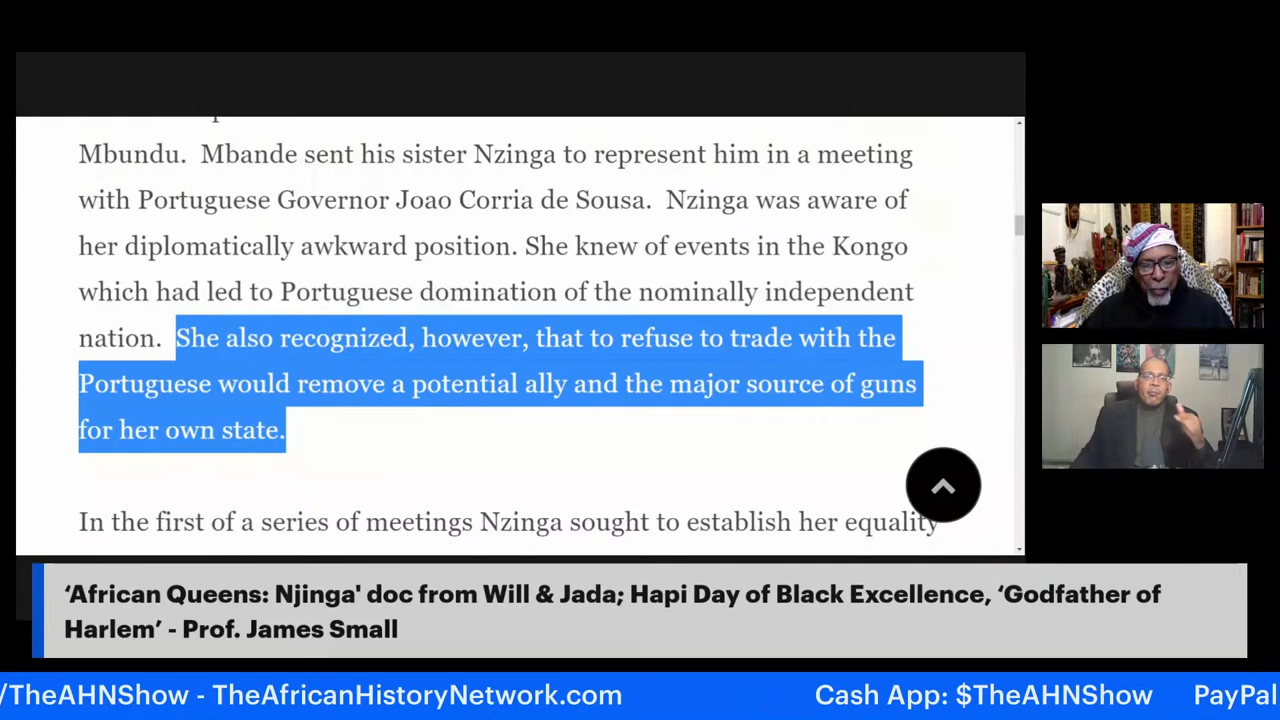 Mbundu.  Mbande sent his sister Nzinga to represent him in a meeting
with Portuguese Governor Joao Corria de Sousa.  Nzinga was aware of
her diplomatically awkward position. She knew of events in the Kongo
which had led to Portuguese domination of the nominally independent
nation.  She also recognized, however, that to refuse to trade with the
Portuguese would remove a potential ally and the major source of guns
for her own state.
In the first of a series of meetings Nzinga sought to establish her equality
‘African Queens: Njinga' doc from Will & Jada; Hapi Day of Black Excellence, ‘Godfather of
Harlem’ - Prof. James Small
/TheAHNShow - TheAfricanHistoryNetwork.com Cash App: $TheAHNShow PayPal